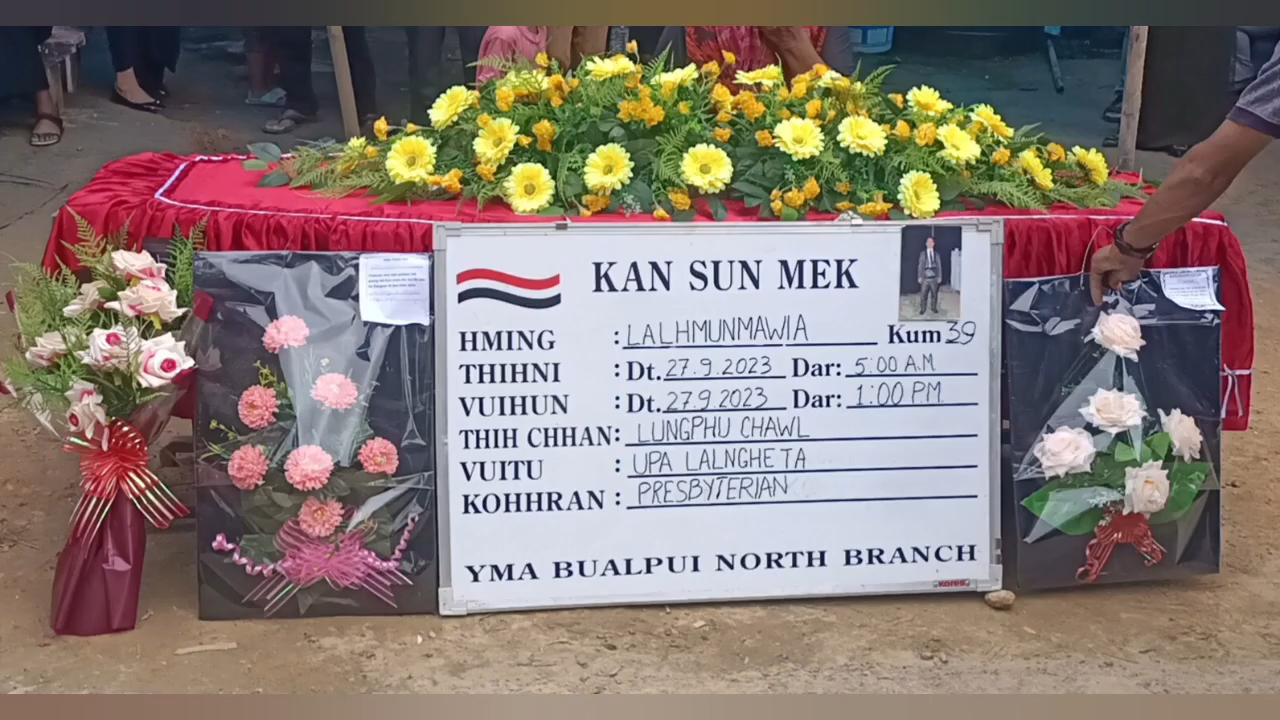 KAN SUN MEK
HMING : LALHMUNMAWIA Kum 39
THIHNI : Dt. 27.9.2023 Dar: 5:00 A.M
VUIHUN : Dt. 27.9.2023 Dar: 1:00 PM.
THIH CHHAN: LUNGPHU CHAWL
VUITU : UPA LALNGHETA
KOHHRAN : PRESBYTERIAN
YMA BUALPUI NORTH BRANCH
Kores